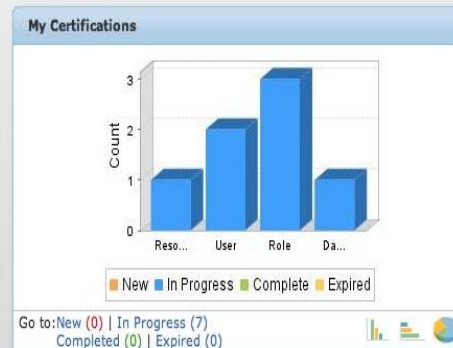 My Certifications
3
2
1
0
Count
Reso... User Role Da...
New In Progress Complete Expired
Go to:New (0) | In Progress (7)
Completed (0) | Expired (0)